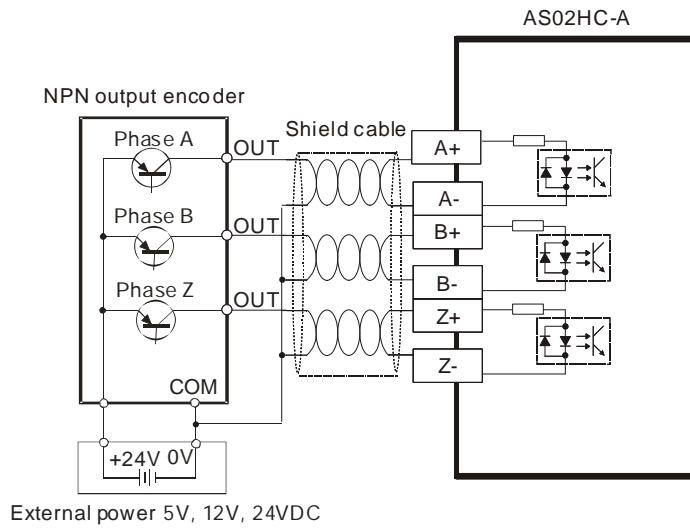 AS02HC-A
NPN output encoder
Shield cable
Phase A
OUT
A+
A-
Phase B
OUT
B+
B-
Phase Z
OUT
Z+
Z-
COM
+24V 0V
External power 5V, 12V, 24VDC